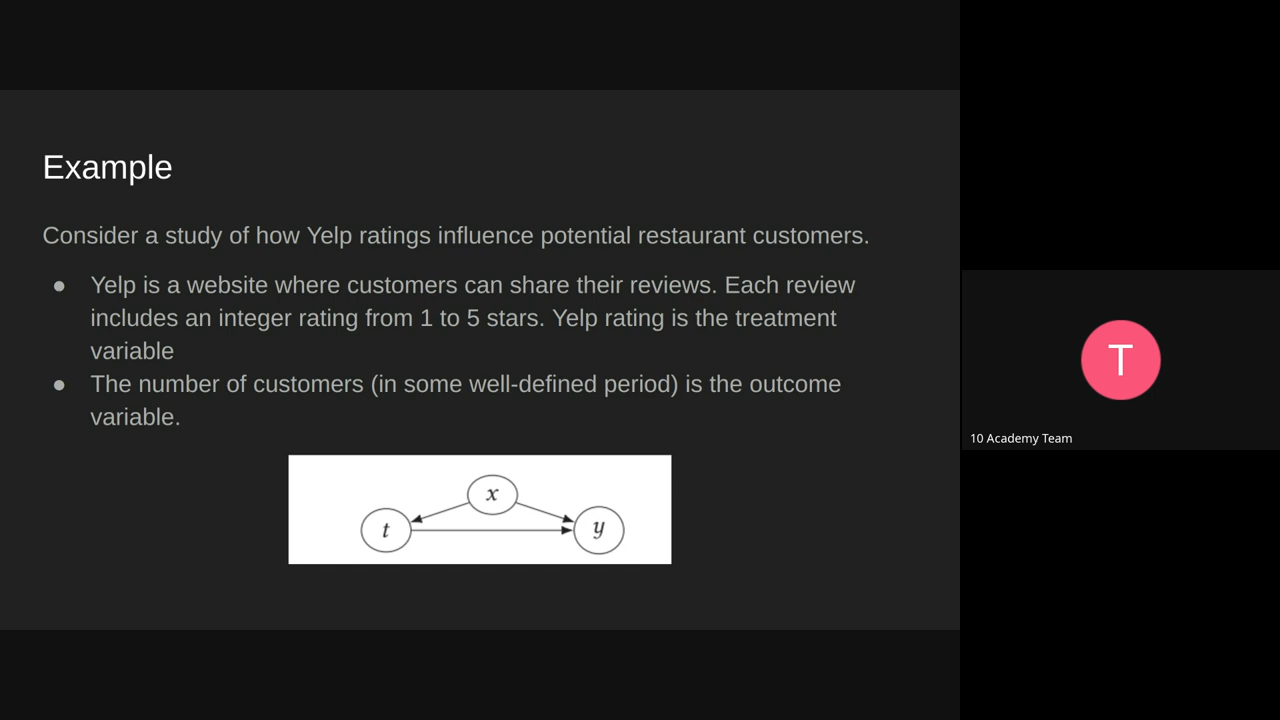 Example
Consider a study of how Yelp ratings influence potential restaurant customers.
● Yelp is a website where customers can share their reviews. Each review
includes an integer rating from 1 to 5 stars. Yelp rating is the treatment
variable
● The number of customers (in some well-defined period) is the outcome
variable.
x
t
y
T
10 Academy Team